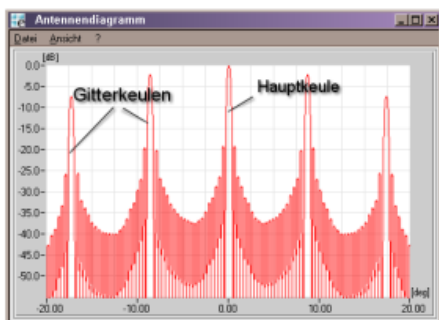 Antennendiagramm
Datei Ansicht ?
[dB]
0.0
-5.0
-10.0
-15.0
-20.0
-25.0
-30.0
-35.0
-40.0
-45.0
-50.0
Gitterkeulen
Hauptkeule
[deg]
-20.00 -10.00 0.00 10.00 20.00